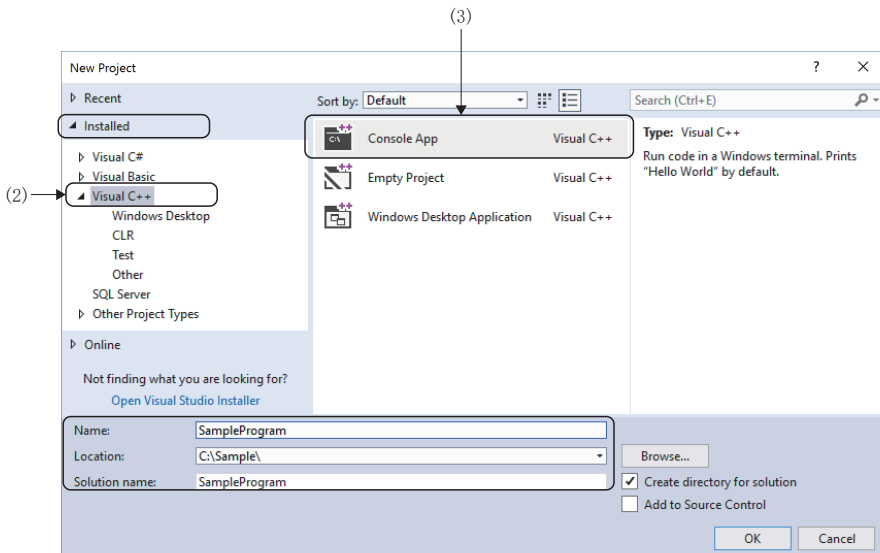 (3)
New Project
?
Recent
Sort by: Default
Search (Ctrl+E)
Installed
Console App Visual C++
Type: Visual C++
Run code in a Windows terminal. Prints
"Hello World" by default.
Visual C#
Visual Basic
Empty Project Visual C++
(2)
Visual C++
Windows Desktop
Windows Desktop Application Visual C++
CLR
Test
Other
SQL Server
Other Project Types
Online
Not finding what you are looking for?
Open Visual Studio Installer
Name: SampleProgram
Location: C:\Sample\
Browse...
Solution name: SampleProgram
Create directory for solution
Add to Source Control
OK Cancel